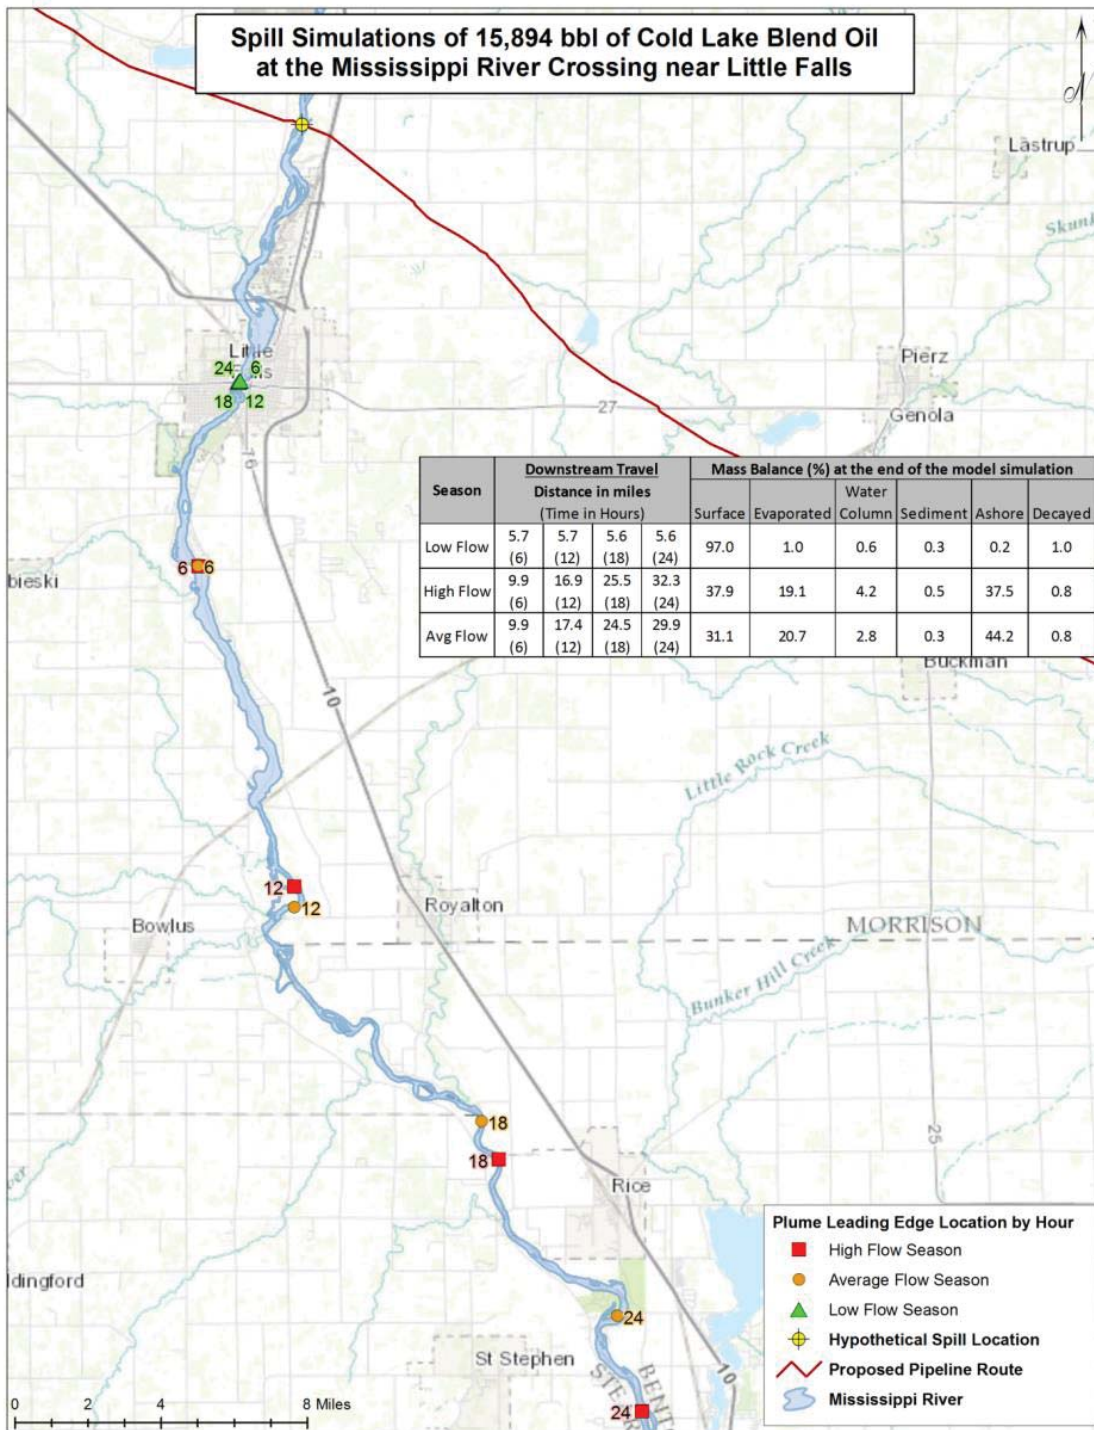 Spill Simulations of 15,894 bbl of Cold Lake Blend Oil
at the Mississippi River Crossing near Little Falls
N
Lastrup
Skunk
Little
Falls
24 6
18 12
Pierz
27
Genola
76
Season Downstream Travel Mass Balance (%) at the end of the model simulation
Distance in miles
(Time in Hours) Surface Evaporated Water Column Sediment Ashore Decayed
Low Flow 5.7 5.7 5.6 5.6 97.0 1.0 0.6 0.3 0.2 1.0
(6) (12) (18) (24)
High Flow 9.9 16.9 25.5 32.3 37.9 19.1 4.2 0.5 37.5 0.8
(6) (12) (18) (24)
Avg Flow 9.9 17.4 24.5 29.9 31.1 20.7 2.8 0.3 44.2 0.8
(6) (12) (18) (24)
bieski
6 6
Buckman
10
Little Rock Creek
12
12
Royalton
Bowlus
MORRISON
Bunker Hill Creek
18
18
25
Rice
ver
ldingford
24
St Stephen
10
STEAR
BENT
24
Plume Leading Edge Location by Hour
High Flow Season
Average Flow Season
Low Flow Season
Hypothetical Spill Location
Proposed Pipeline Route
Mississippi River
0 2 4 8 Miles